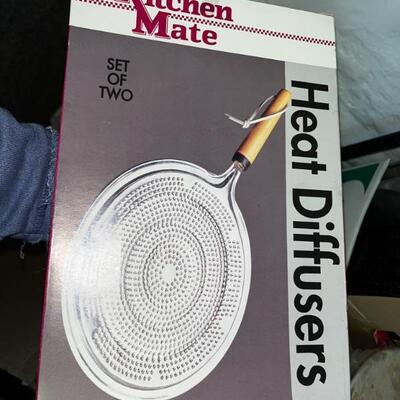 Kitchen
Mate
SET
OF
TWO
Heat Diffusers